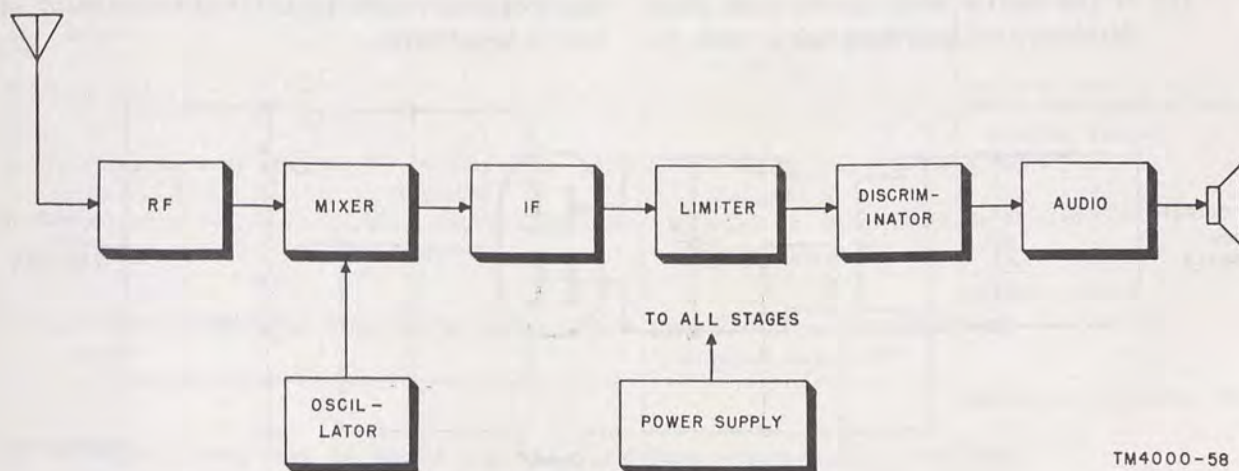 RF
MIXER
IF
LIMITER
DISCRIM-
INATOR
AUDIO
TO ALL STAGES
OSCIL-
LATOR
POWER SUPPLY
TM4000-58